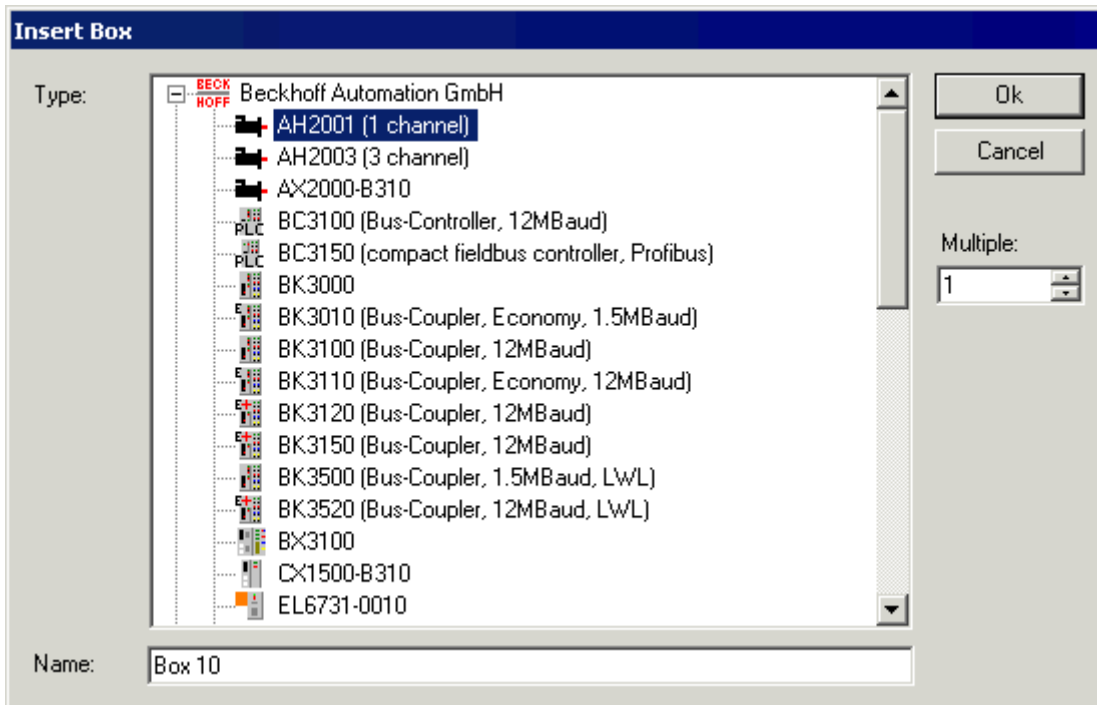 Insert Box
Type:
BECK
HOFF
Beckhoff Automation GmbH
AH2001 (1 channel)
AH2003 (3 channel)
AX2000-B310
PLC BC3100 (Bus-Controller, 12MBaud)
PLC BC3150 (compact fieldbus controller, Profibus)
BK3000
E BK3010 (Bus-Coupler, Economy, 1.5MBaud)
BK3100 (Bus-Coupler, 12MBaud)
E BK3110 (Bus-Coupler, Economy, 12MBaud)
E+ BK3120 (Bus-Coupler, 12MBaud)
E+ BK3150 (Bus-Coupler, 12MBaud)
BK3500 (Bus-Coupler, 1.5MBaud, LWL)
E+ BK3520 (Bus-Coupler, 12MBaud, LWL)
BX3100
CX1500-B310
EL6731-0010
Ok
Cancel
Multiple:
1
Name:
Box 10